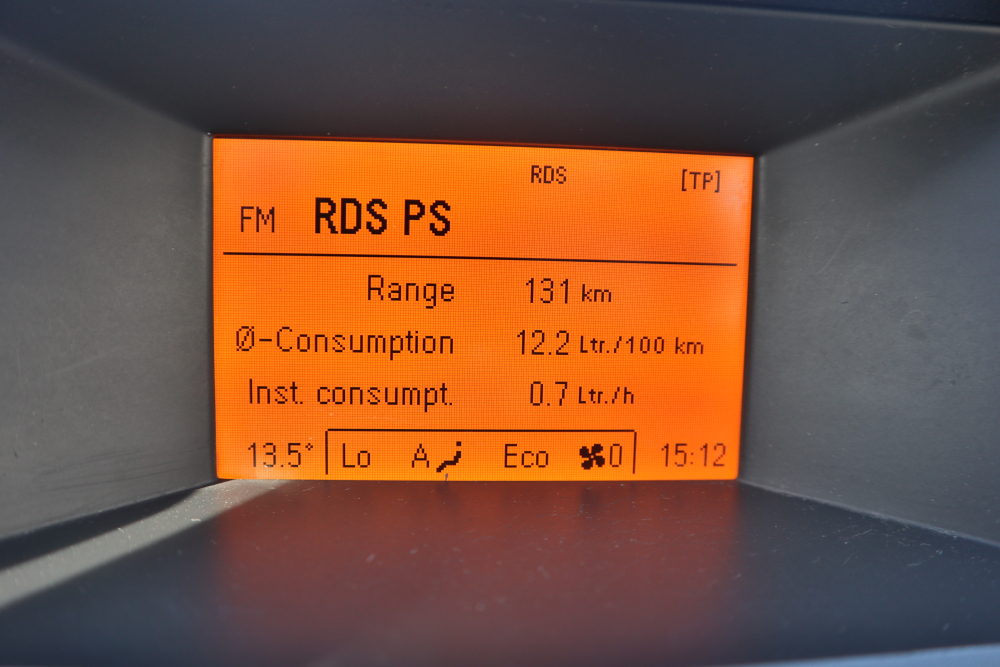 RDS [TP]
FM RDS PS
Range 131 km
Ø-Consumption 12.2 Ltr./100 km
Inst. consumpt. 0.7 Ltr./h
13.5° Lo A Eco 0 15:12